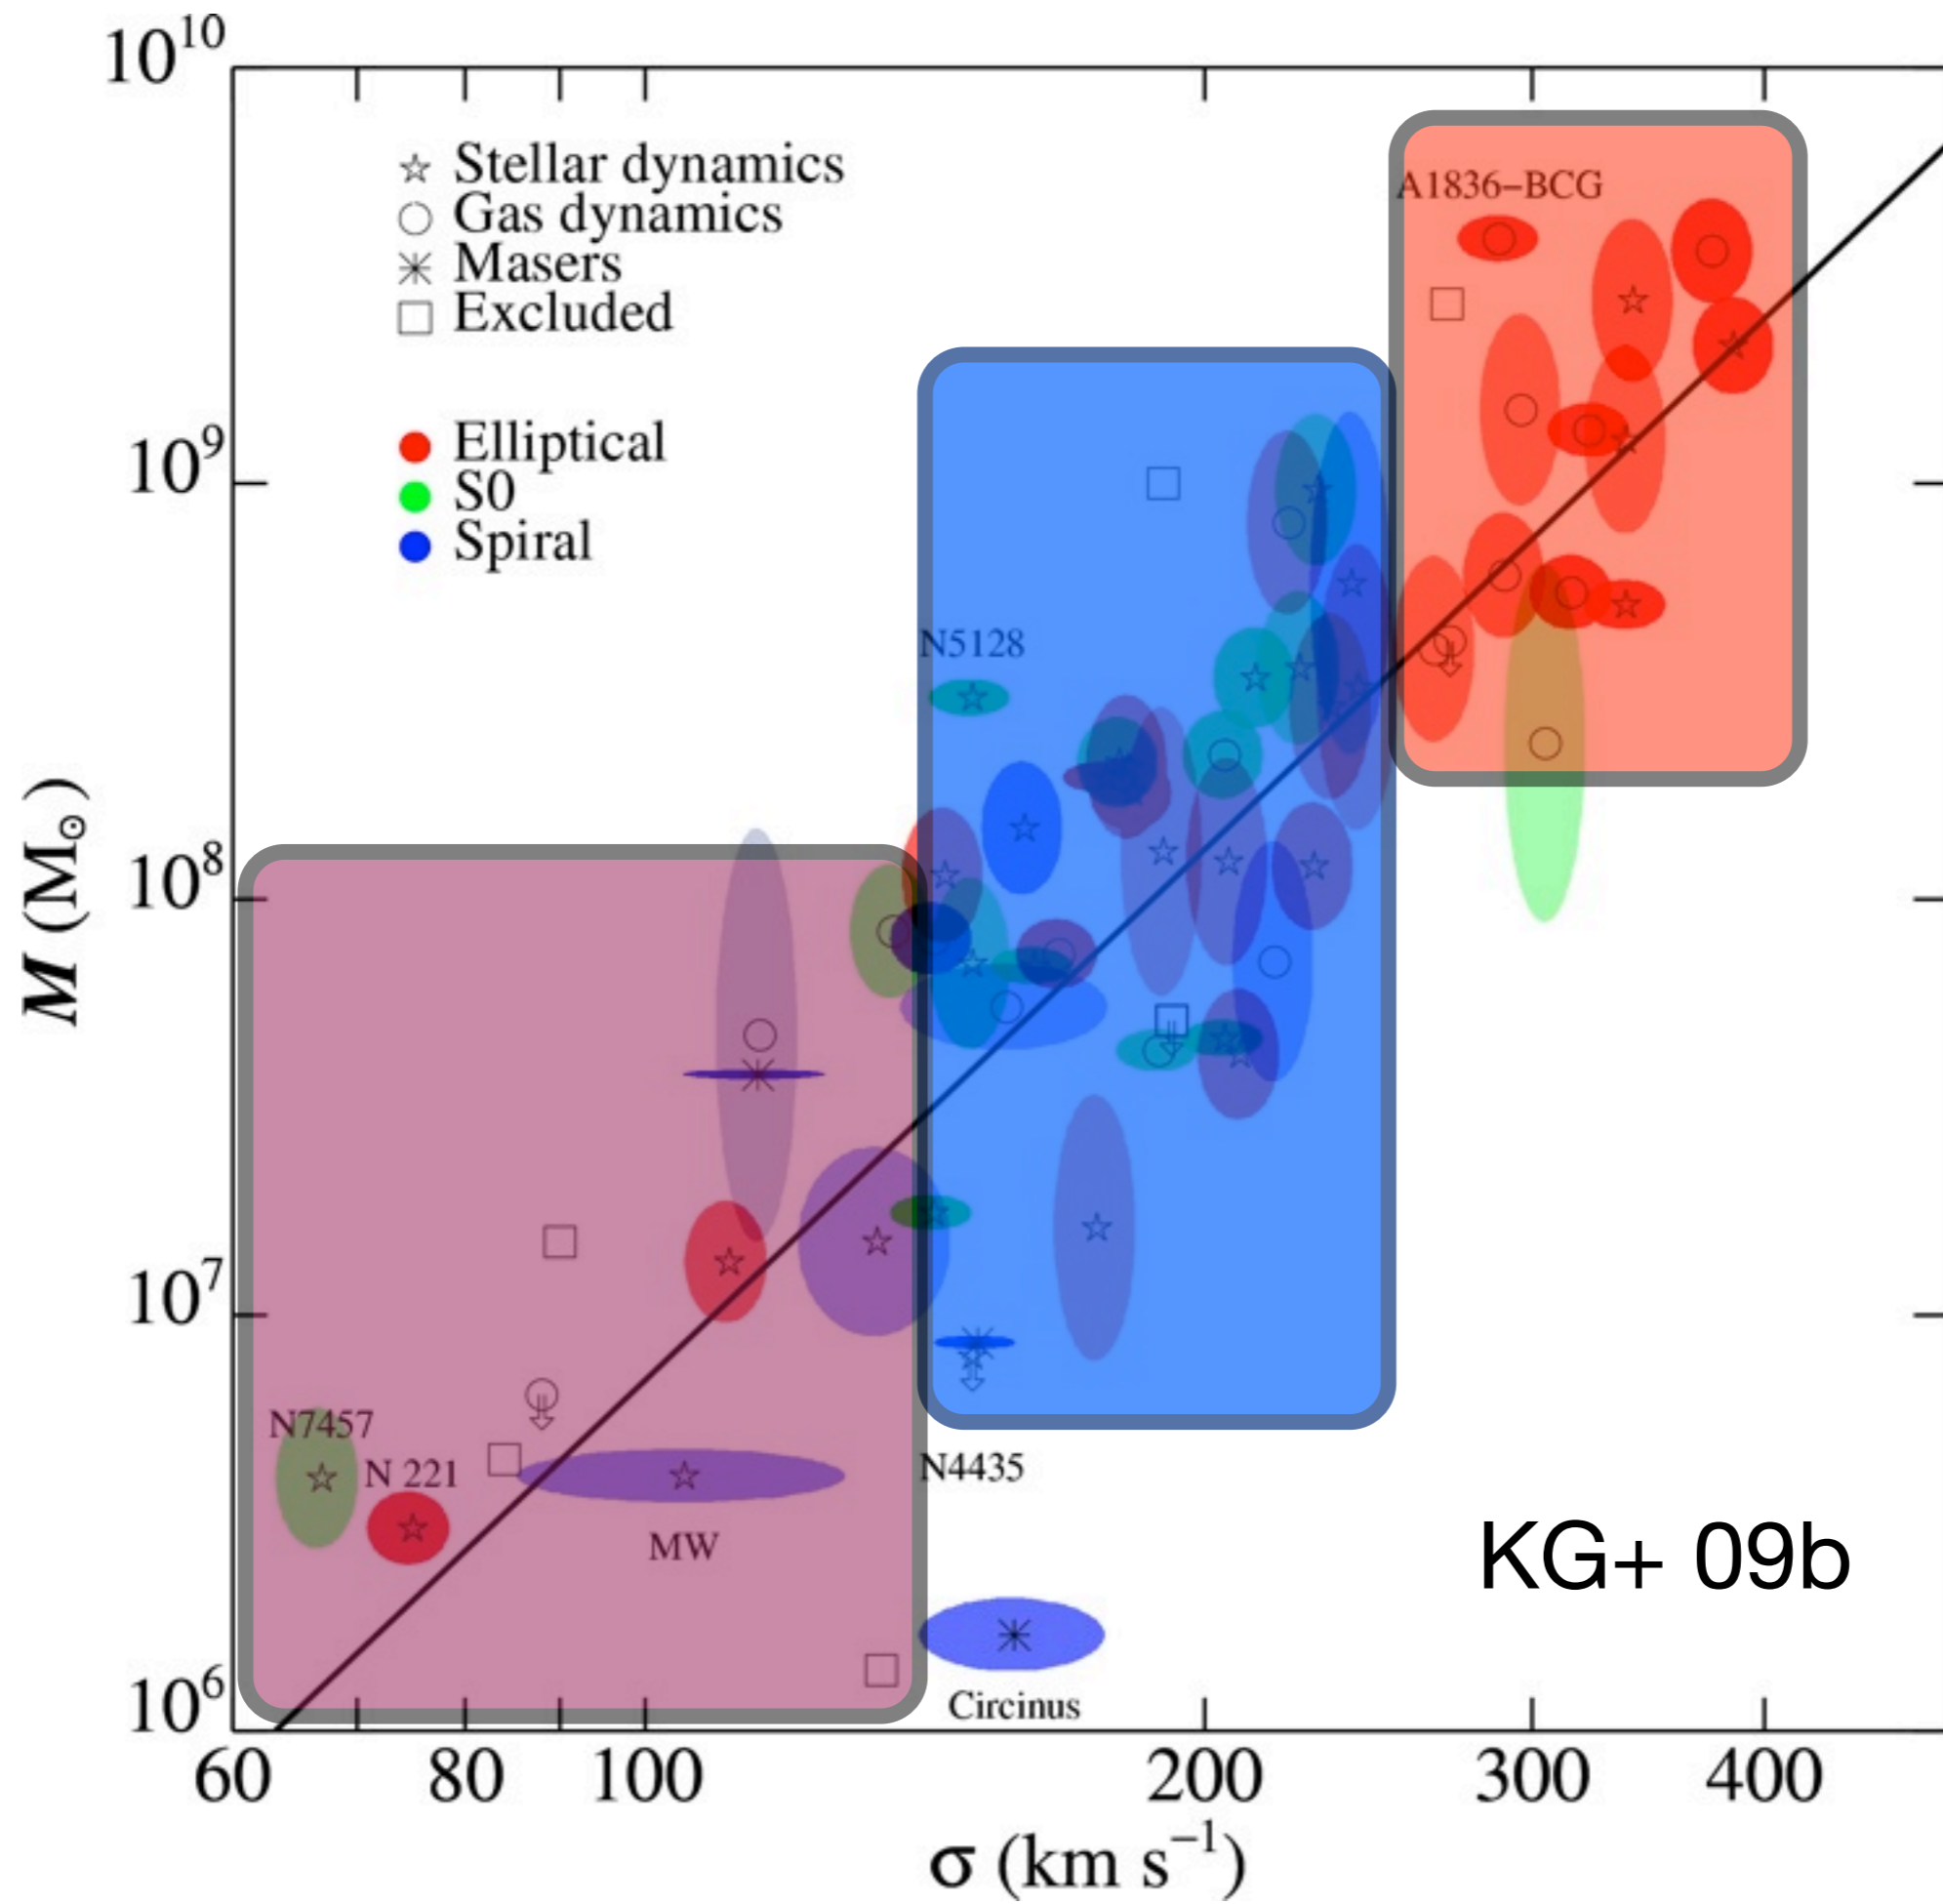 10^10
Stellar dynamics
Gas dynamics
Masers
Excluded
A1836−BCG
Elliptical
S0
Spiral
10^9
N5128
M (M⊙)
10^8
10^7
N7457
N 221
N4435
MW
KG+ 09b
Circinus
10^6
60 80 100 200 300 400
σ (km s^−1)